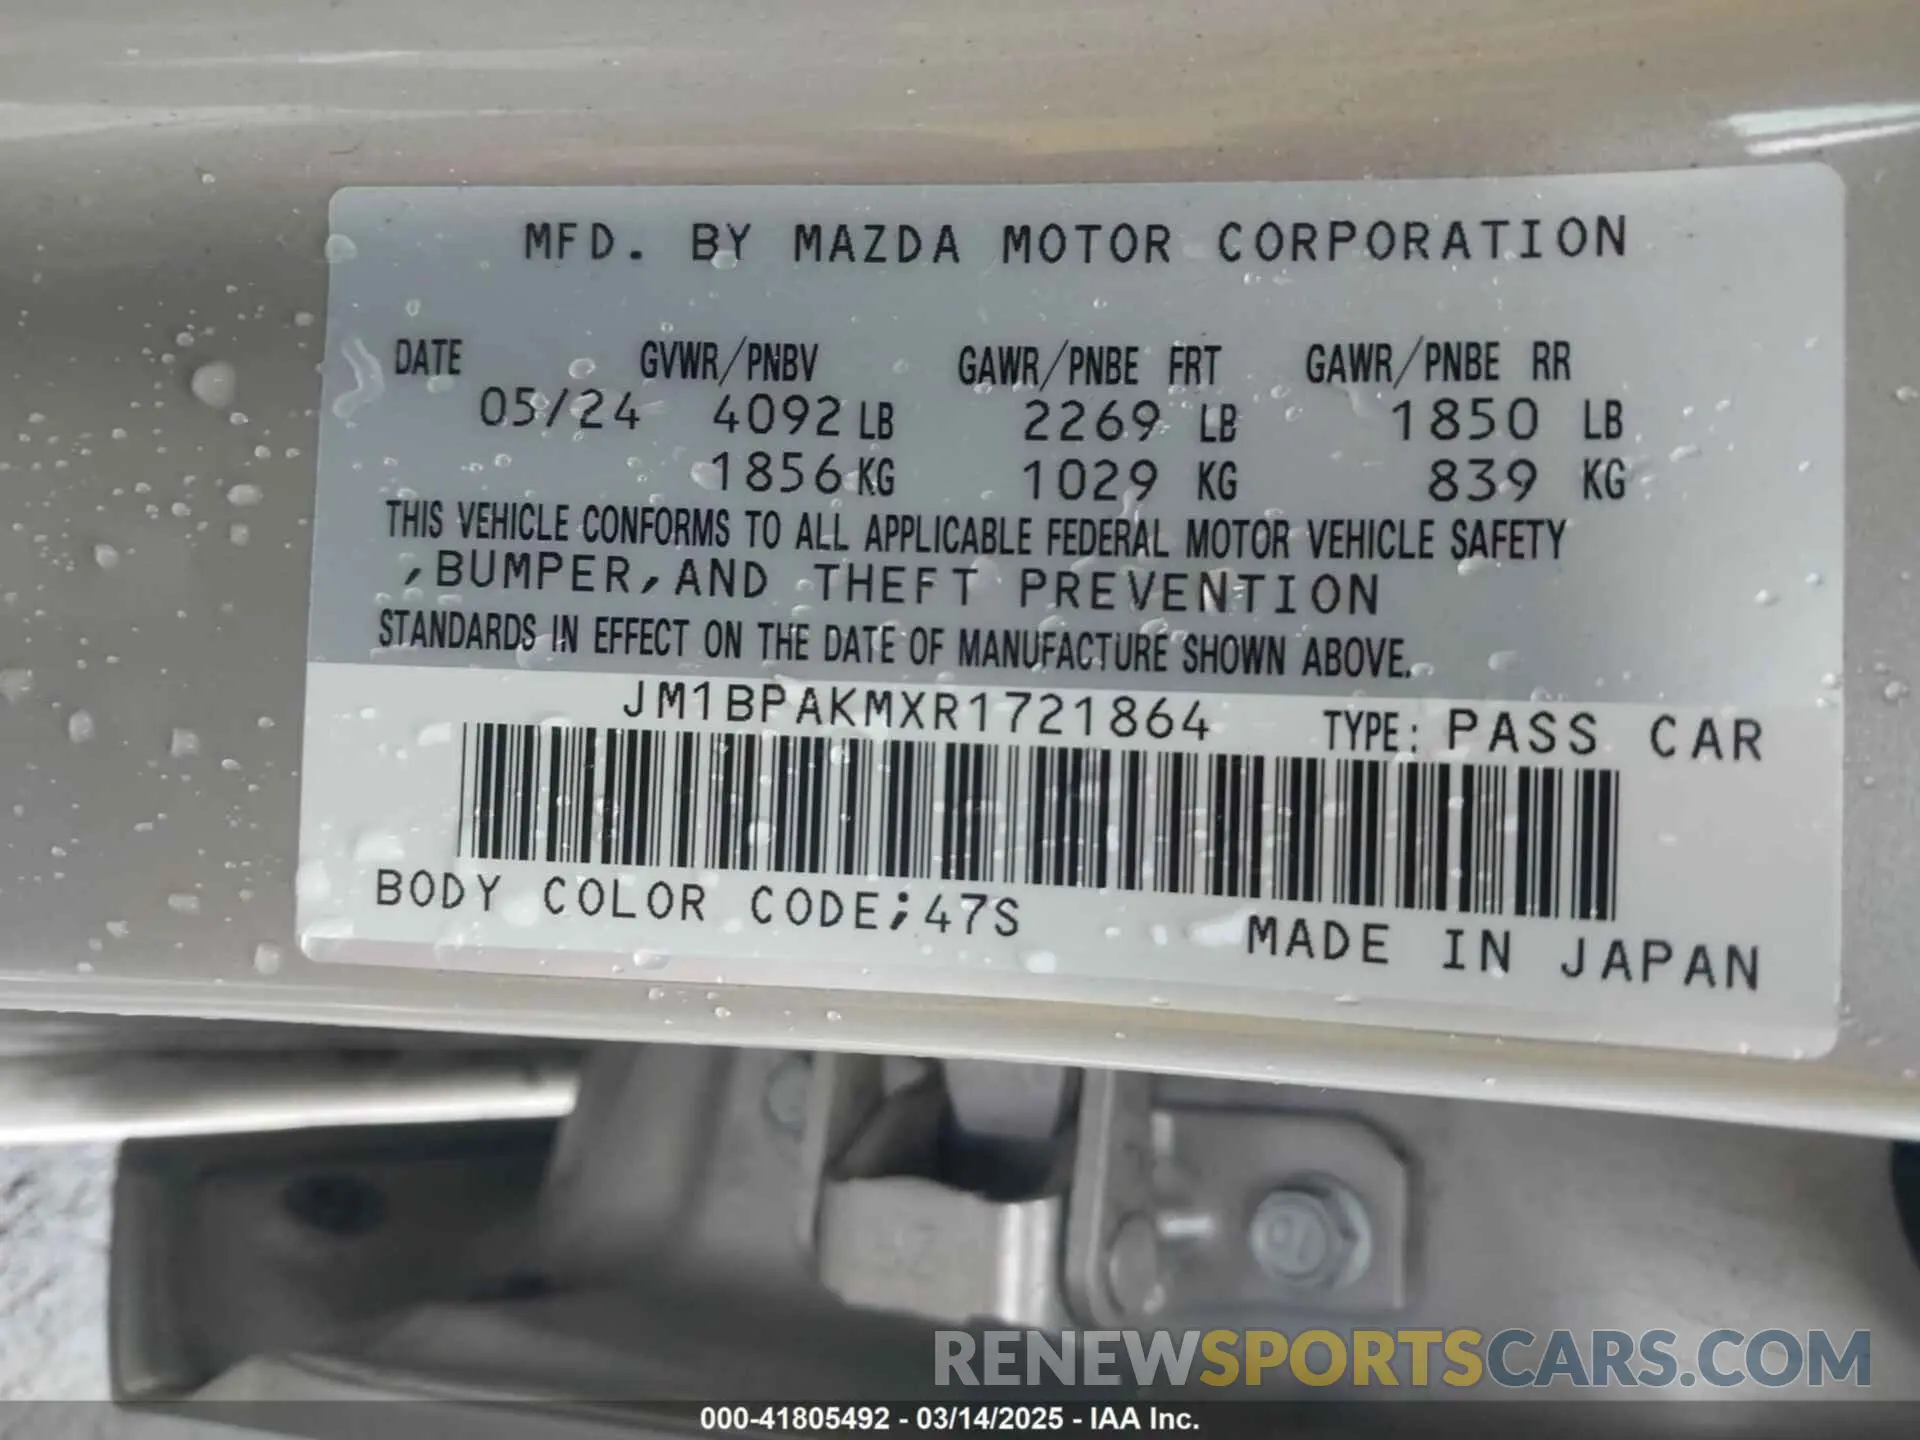 MFD. BY MAZDA MOTOR CORPORATION
DATE GVWR/PNBV GAWR/PNBE FRT GAWR/PNBE RR
05/24 4092 LB 2269 LB 1850 LB
1856 KG 1029 KG 839 KG
THIS VEHICLE CONFORMS TO ALL APPLICABLE FEDERAL MOTOR VEHICLE SAFETY
,BUMPER,AND THEFT PREVENTION
STANDARDS IN EFFECT ON THE DATE OF MANUFACTURE SHOWN ABOVE.
JM1BPAKMXR1721864 TYPE: PASS CAR
BODY COLOR CODE;47S
MADE IN JAPAN
RENEWSPORTSCARS.COM
000-41805492 - 03/14/2025 - IAA Inc.